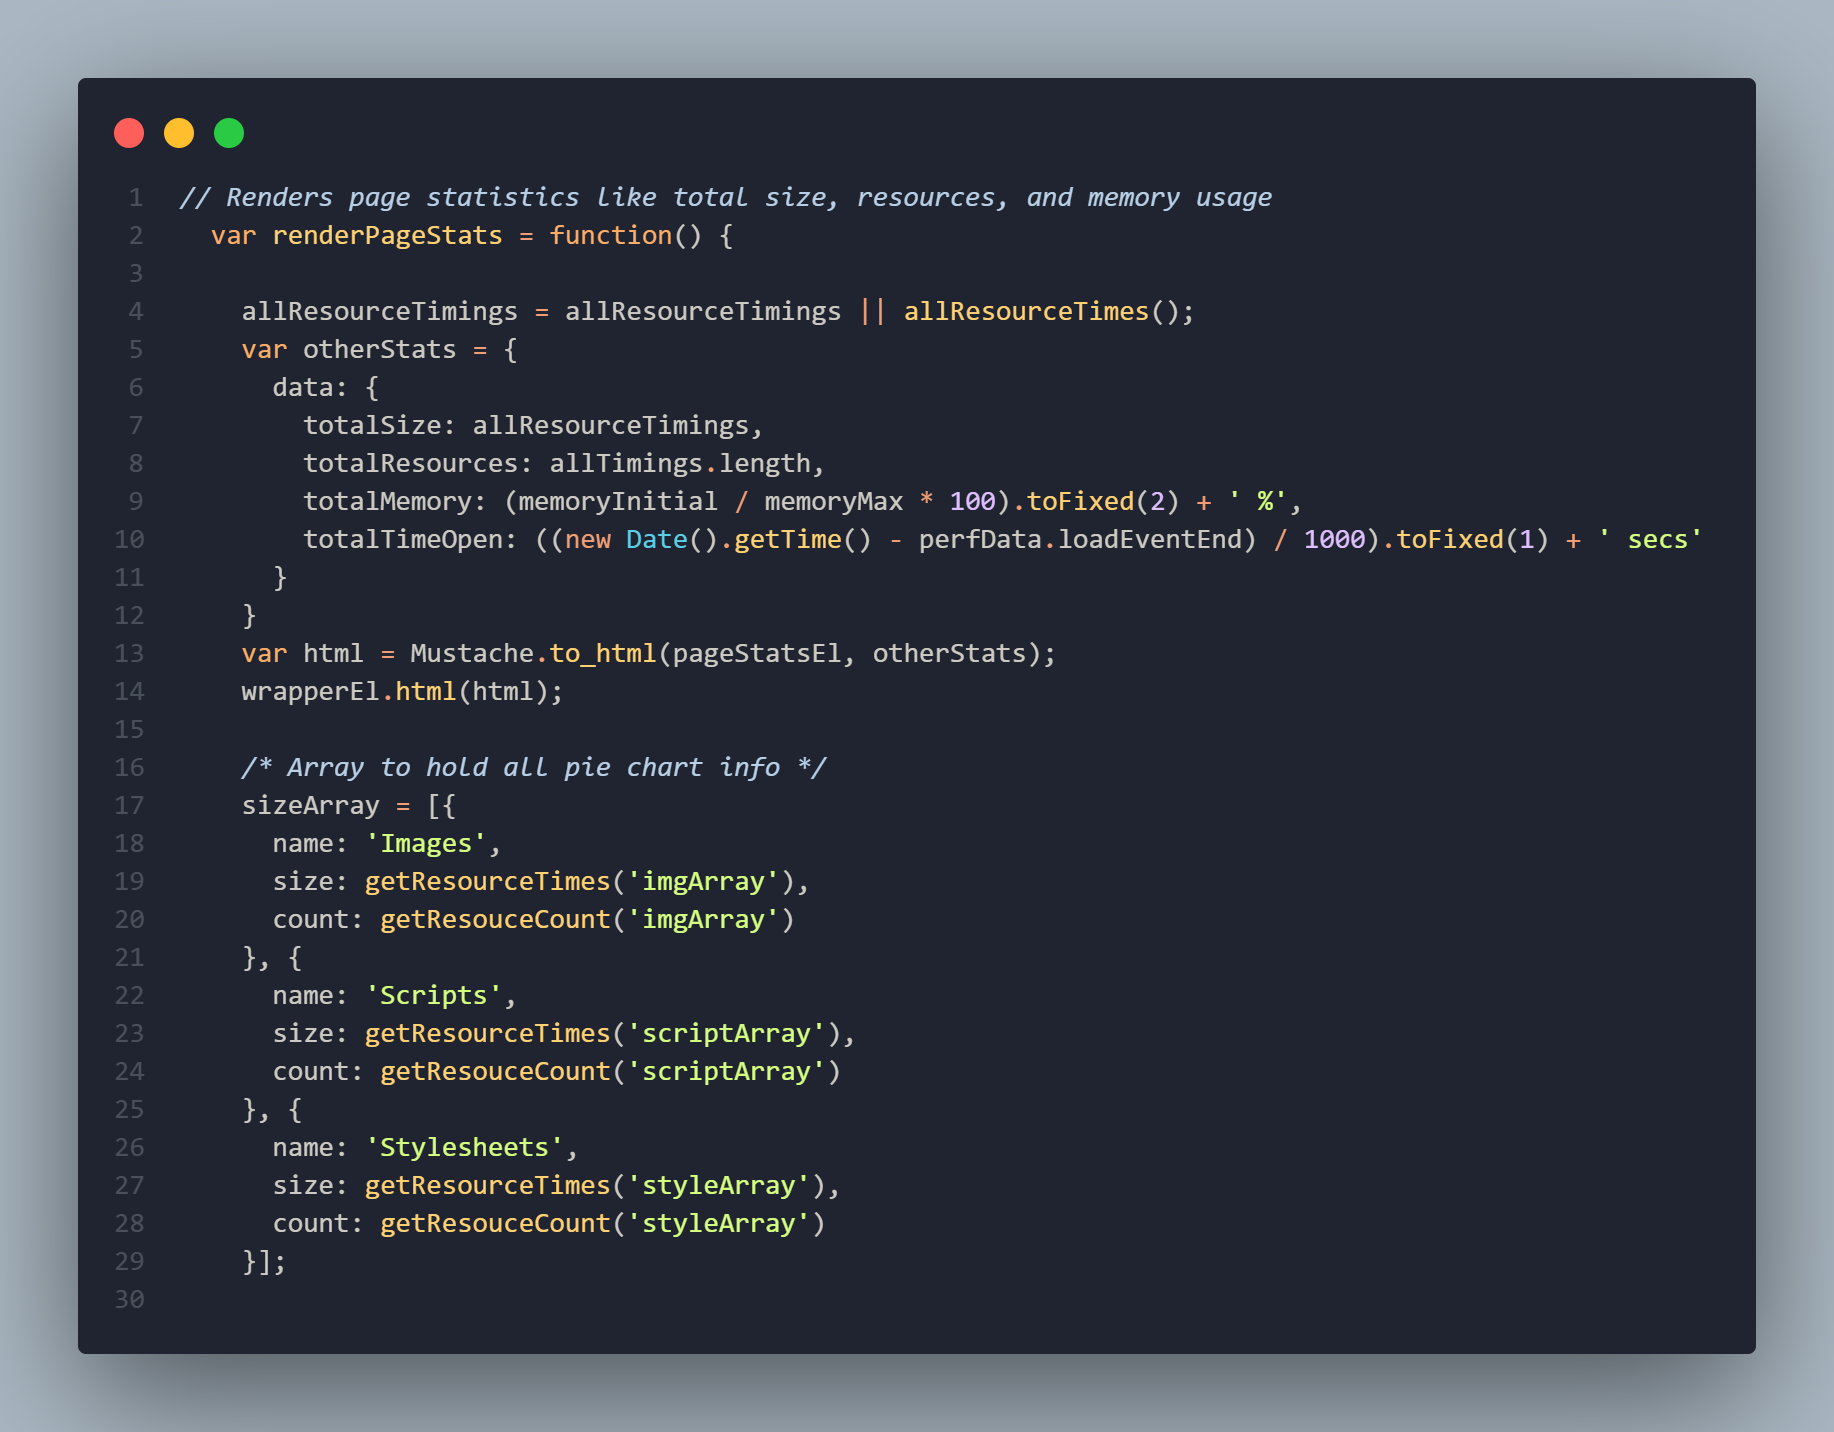 1 // Renders page statistics like total size, resources, and memory usage
2   var renderPageStats = function() {
3
4     allResourceTimings = allResourceTimings || allResourceTimes();
5     var otherStats = {
6       data: {
7         totalSize: allResourceTimings,
8         totalResources: allTimings.length,
9         totalMemory: (memoryInitial / memoryMax * 100).toFixed(2) + ' %',
10         totalTimeOpen: ((new Date().getTime() - perfData.loadEventEnd) / 1000).toFixed(1) + ' secs'
11       }
12     }
13     var html = Mustache.to_html(pageStatsEl, otherStats);
14     wrapperEl.html(html);
15
16     /* Array to hold all pie chart info */
17     sizeArray = [{
18       name: 'Images',
19       size: getResourceTimes('imgArray'),
20       count: getResouceCount('imgArray')
21     }, {
22       name: 'Scripts',
23       size: getResourceTimes('scriptArray'),
24       count: getResouceCount('scriptArray')
25     }, {
26       name: 'Stylesheets',
27       size: getResourceTimes('styleArray'),
28       count: getResouceCount('styleArray')
29     }];
30